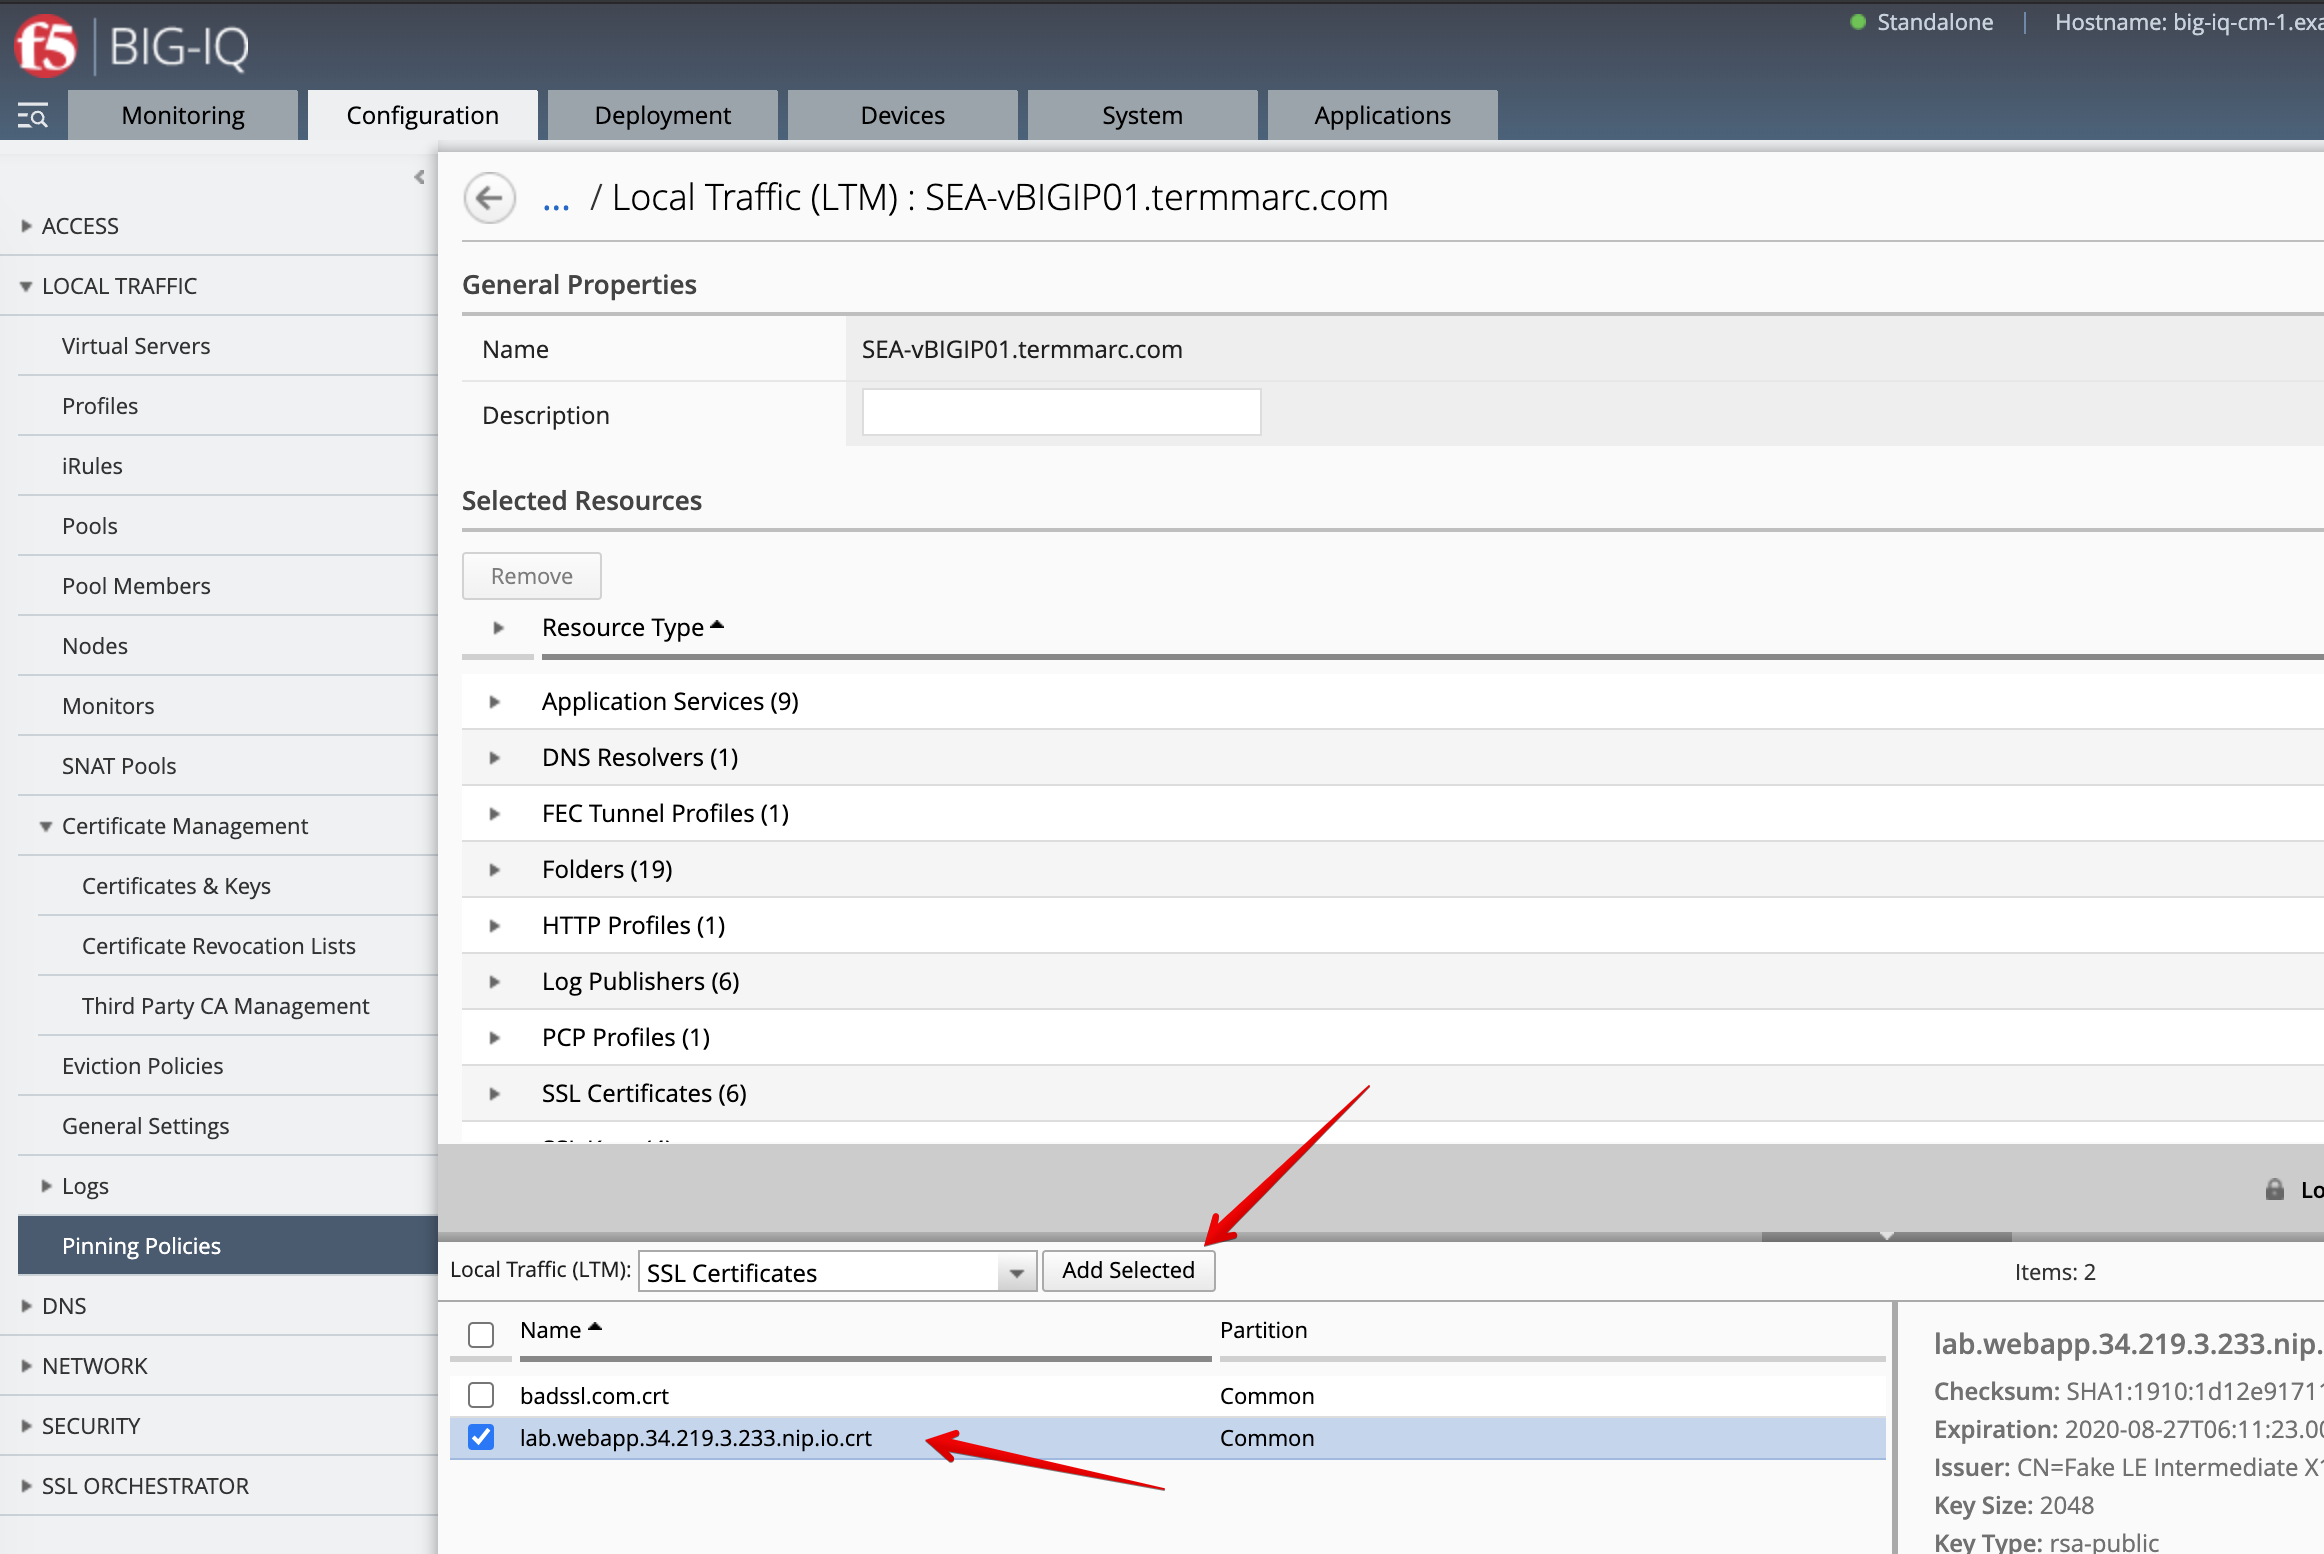 f5 BIG-IQ
Standalone | Hostname: big-iq-cm-1.exa
Monitoring
Configuration
Deployment
Devices
System
Applications
ACCESS
LOCAL TRAFFIC
Virtual Servers
Profiles
iRules
Pools
Pool Members
Nodes
Monitors
SNAT Pools
Certificate Management
Certificates & Keys
Certificate Revocation Lists
Third Party CA Management
Eviction Policies
General Settings
Logs
Pinning Policies
DNS
NETWORK
SECURITY
SSL ORCHESTRATOR
... / Local Traffic (LTM) : SEA-vBIGIP01.termmarc.com
General Properties
Name SEA-vBIGIP01.termmarc.com
Description
Selected Resources
Remove
Resource Type
Application Services (9)
DNS Resolvers (1)
FEC Tunnel Profiles (1)
Folders (19)
HTTP Profiles (1)
Log Publishers (6)
PCP Profiles (1)
SSL Certificates (6)
Lo
Local Traffic (LTM): SSL Certificates Add Selected Items: 2
Name Partition
badssl.com.crt Common
lab.webapp.34.219.3.233.nip.io.crt Common
lab.webapp.34.219.3.233.nip.
Checksum: SHA1:1910:1d12e9171
Expiration: 2020-08-27T06:11:23.00
Issuer: CN=Fake LE Intermediate X1
Key Size: 2048
Key Type: rsa-public